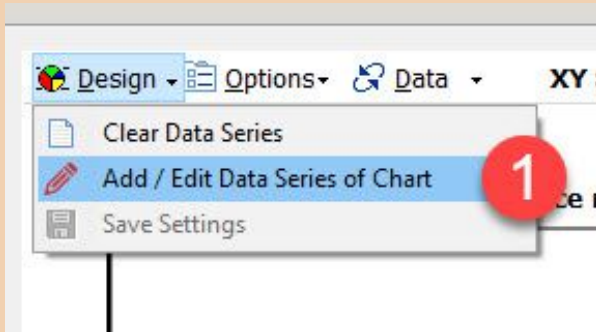 Design Options Data XY
Clear Data Series
Add / Edit Data Series of Chart
1
Save Settings